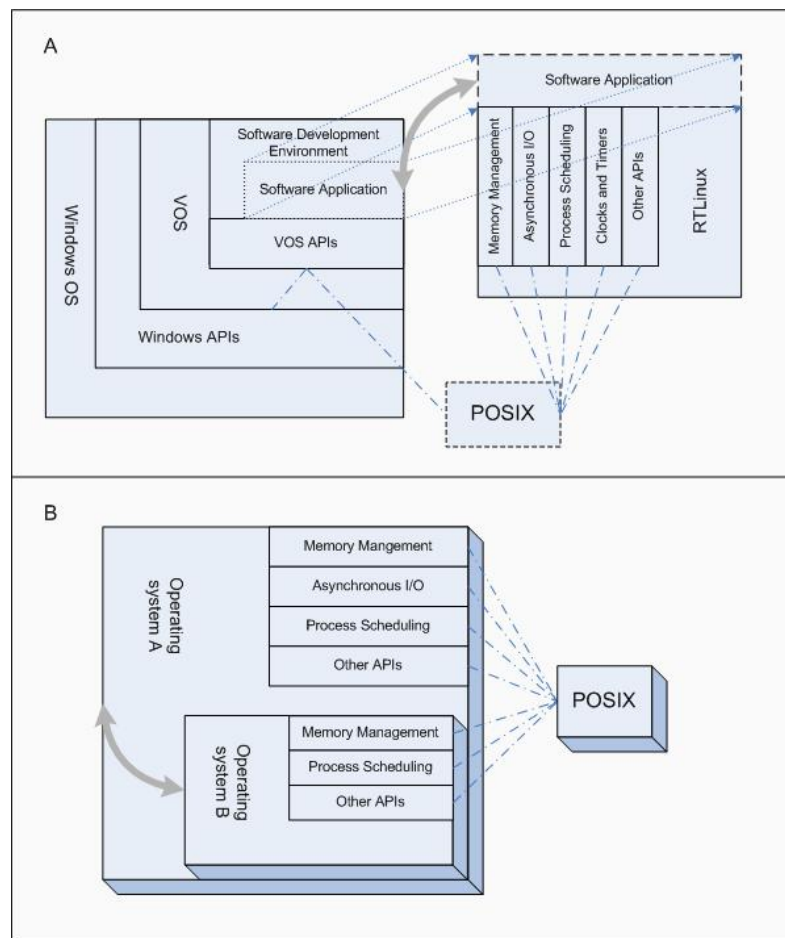 A
Software Application
Memory Management
Asynchronous I/O
Process Scheduling
Clocks and Timers
Other APIs
RTLinux
Windows OS
VOS
Software Development
Environment
Software Application
VOS APIs
Windows APIs
POSIX
B
Operating
system A
Memory Mangement
Asynchronous I/O
Process Scheduling
Other APIs
Operating
system B
Memory Management
Process Scheduling
Other APIs
POSIX